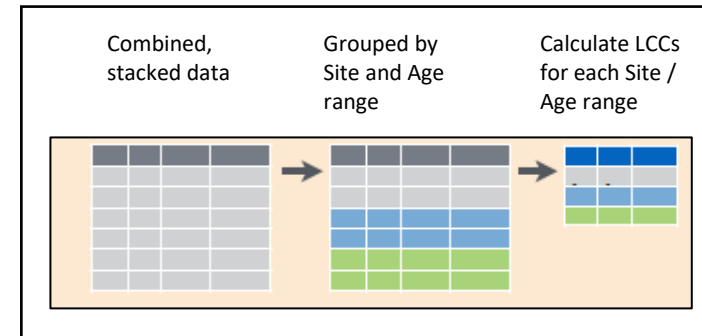 Combined,
stacked data
Grouped by
Site and Age
range
Calculate LCCs
for each Site /
Age range